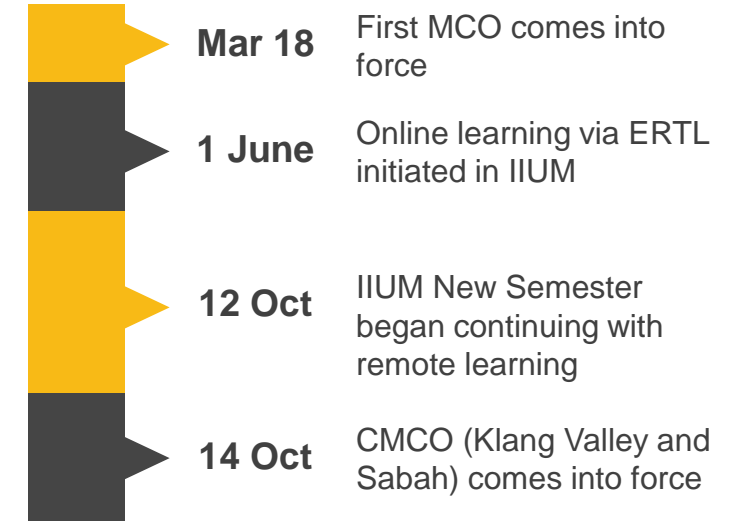 Mar 18
First MCO comes into
force
1 June
Online learning via ERTL
initiated in IIUM
12 Oct
IIUM New Semester
began continuing with
remote learning
14 Oct
CMCO (Klang Valley and
Sabah) comes into force